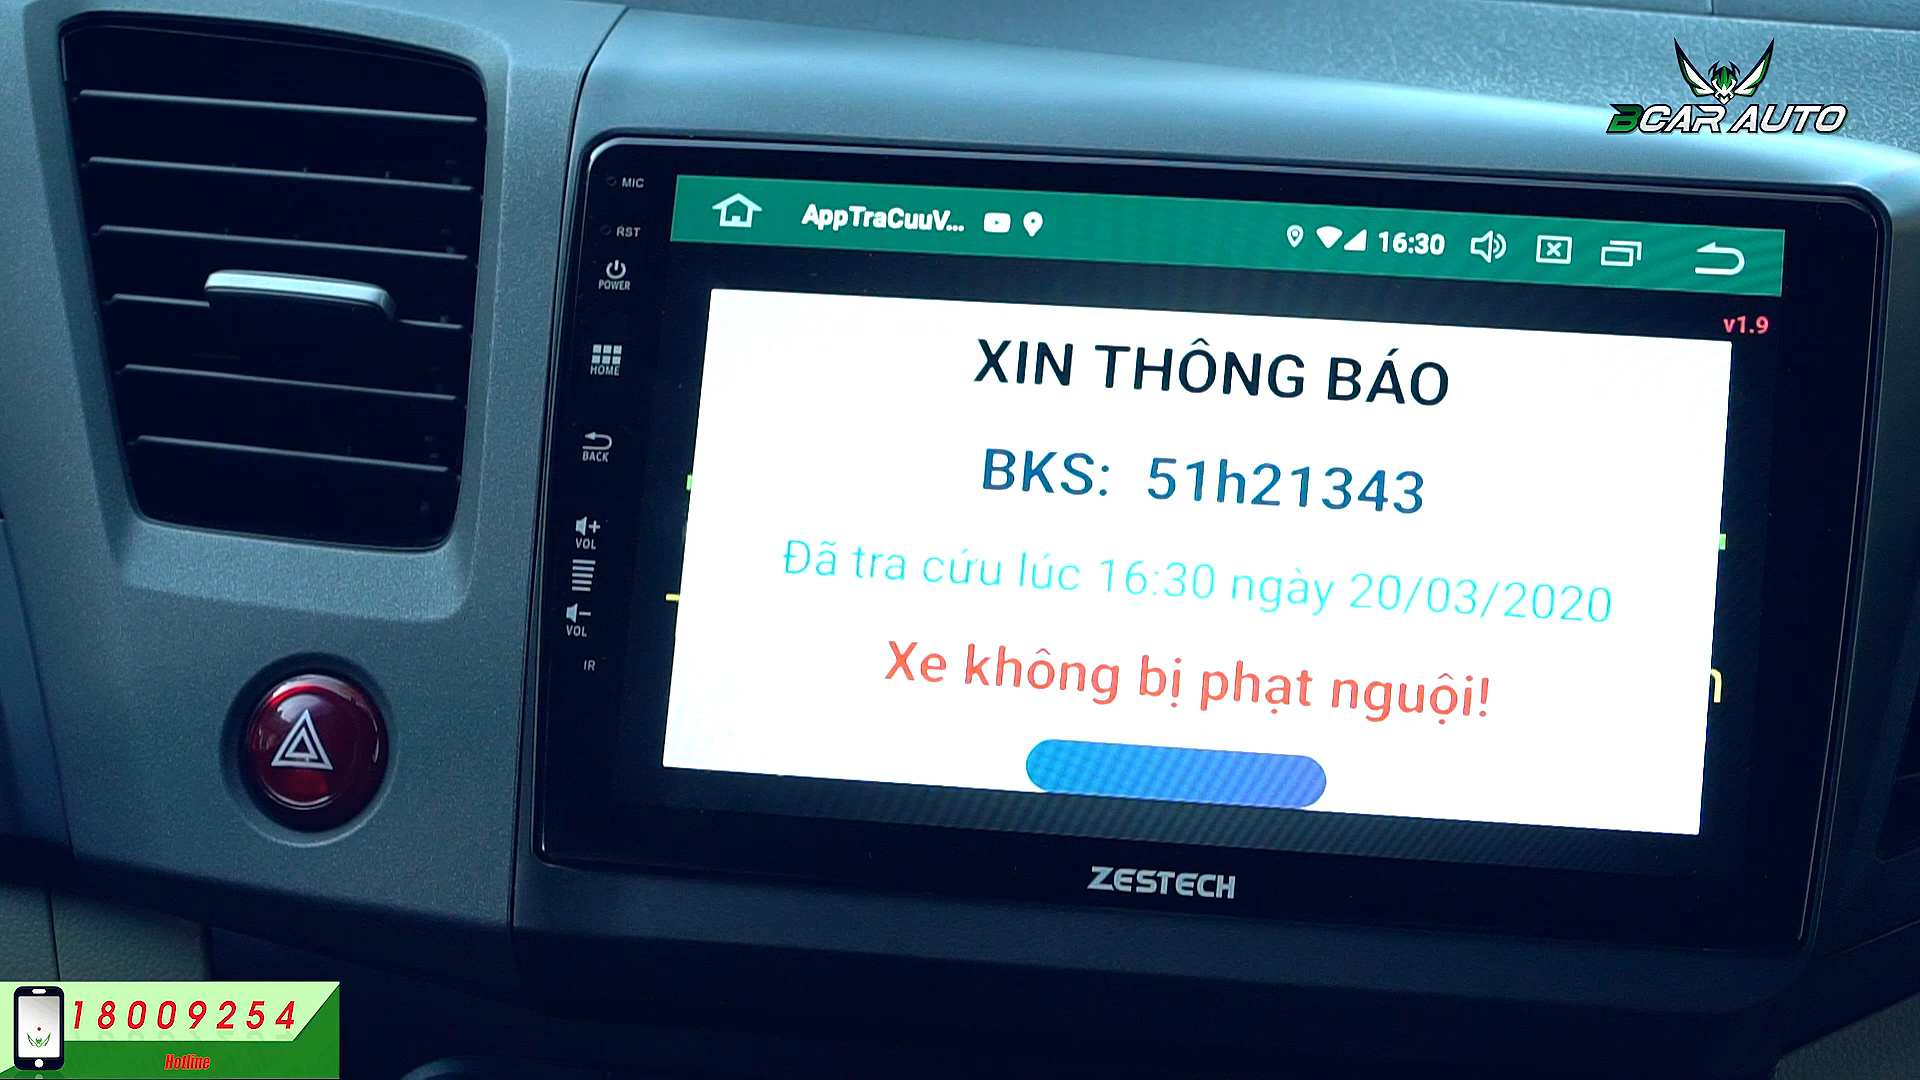 BCAR AUTO
MIC
RST
POWER
HOME
BACK
VOL
VOL
IR
AppTraCuuV...
16:30
v1.9
XIN THÔNG BÁO
BKS: 51h21343
Đã tra cứu lúc 16:30 ngày 20/03/2020
Xe không bị phạt nguội!
ZESTECH
18009254
Hotline